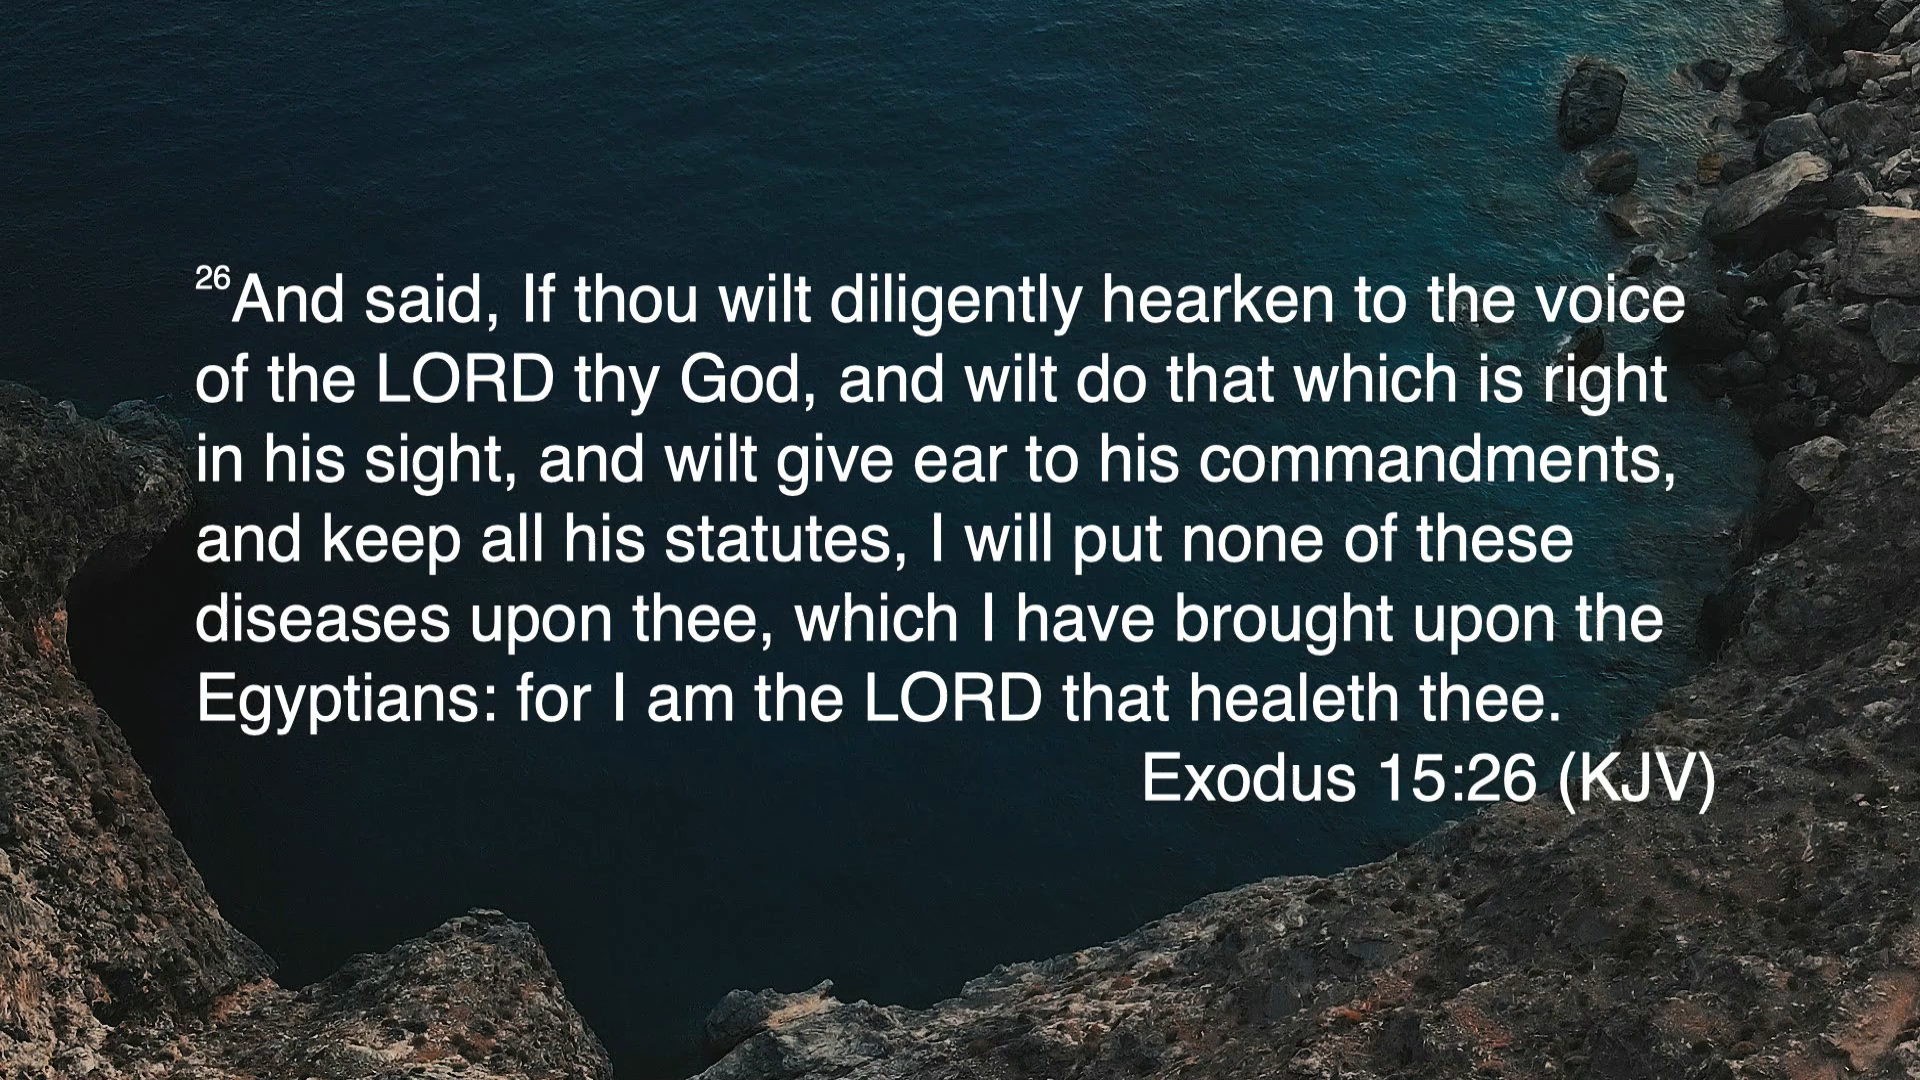 26And said, If thou wilt diligently hearken to the voice
of the LORD thy God, and wilt do that which is right
in his sight, and wilt give ear to his commandments,
and keep all his statutes, I will put none of these
diseases upon thee, which I have brought upon the
Egyptians: for I am the LORD that healeth thee.
Exodus 15:26 (KJV)